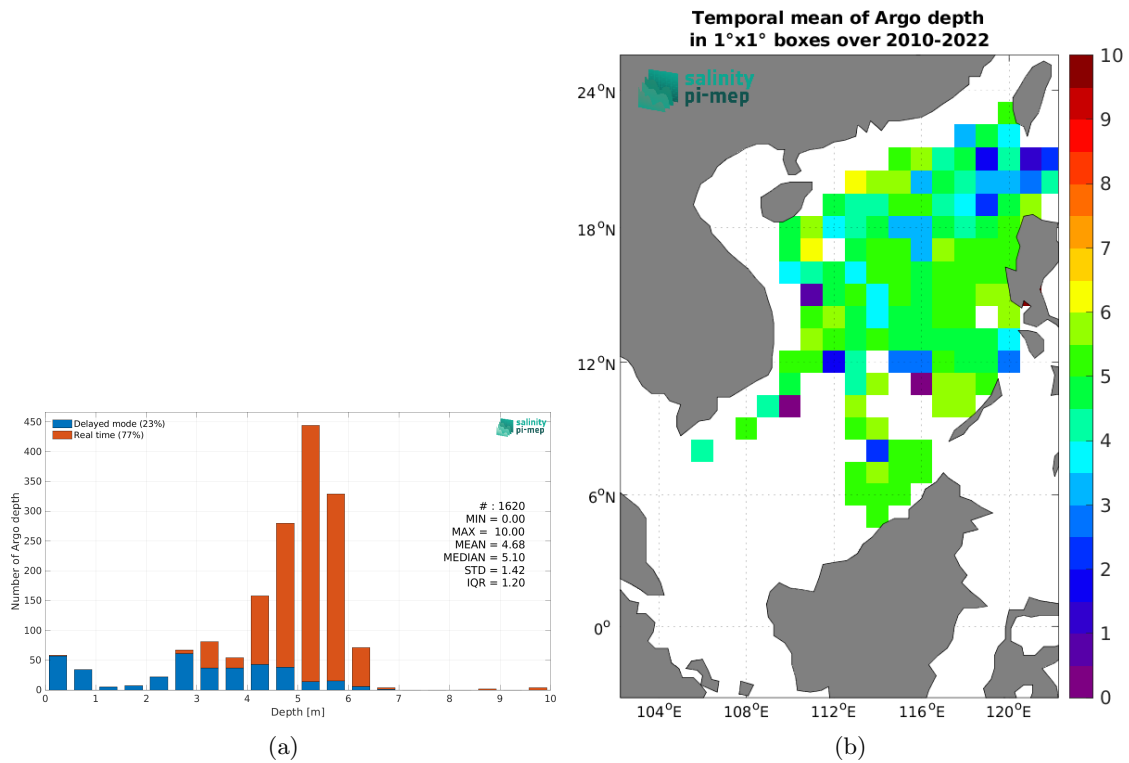 Temporal mean of Argo depth
in 1°x1° boxes over 2010-2022
salinity
pi-mep
24°N
18°N
12°N
6°N
0°
104°E
108°E
112°E
116°E
120°E
10
9
8
7
6
5
4
3
2
1
0
Delayed mode (23%)
Real time (77%)
salinity
pi-mep
# : 1620
MIN = 0.00
MAX = 10.00
MEAN = 4.68
MEDIAN = 5.10
STD = 1.42
IQR = 1.20
Number of Argo depth
450
400
350
300
250
200
150
100
50
0
0 1 2 3 4 5 6 7 8 9 10
Depth [m]
(a)
(b)